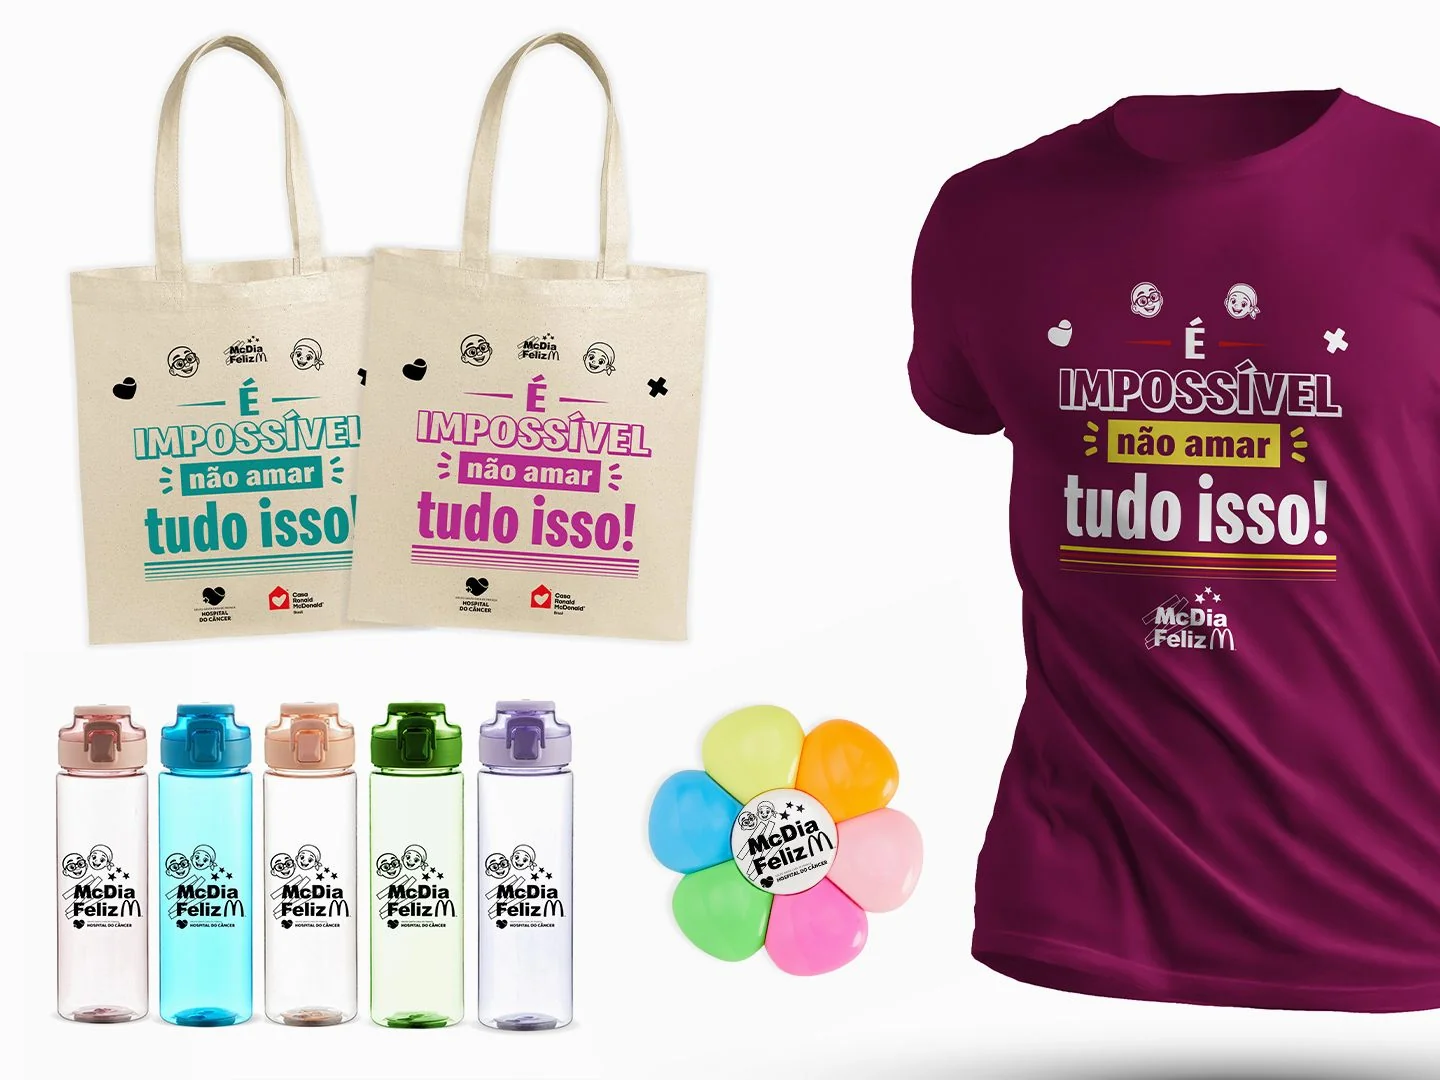 McDia
Feliz
É
IMPOSSÍVEL
não amar
tudo isso!
HOSPITAL
DO CÂNCER
Casa
Ronald
McDonald
Brasil
McDia
Feliz
É
IMPOSSÍVEL
não amar
tudo isso!
HOSPITAL
DO CÂNCER
Casa
Ronald
McDonald
Brasil
É
IMPOSSÍVEL
não amar
tudo isso!
McDia
Feliz
McDia
Feliz
HOSPITAL DO CÂNCER
McDia
Feliz
HOSPITAL DO CÂNCER
McDia
Feliz
HOSPITAL DO CÂNCER
McDia
Feliz
HOSPITAL DO CÂNCER
McDia
Feliz
HOSPITAL DO CÂNCER
McDia
Feliz
HOSPITAL DO CÂNCER